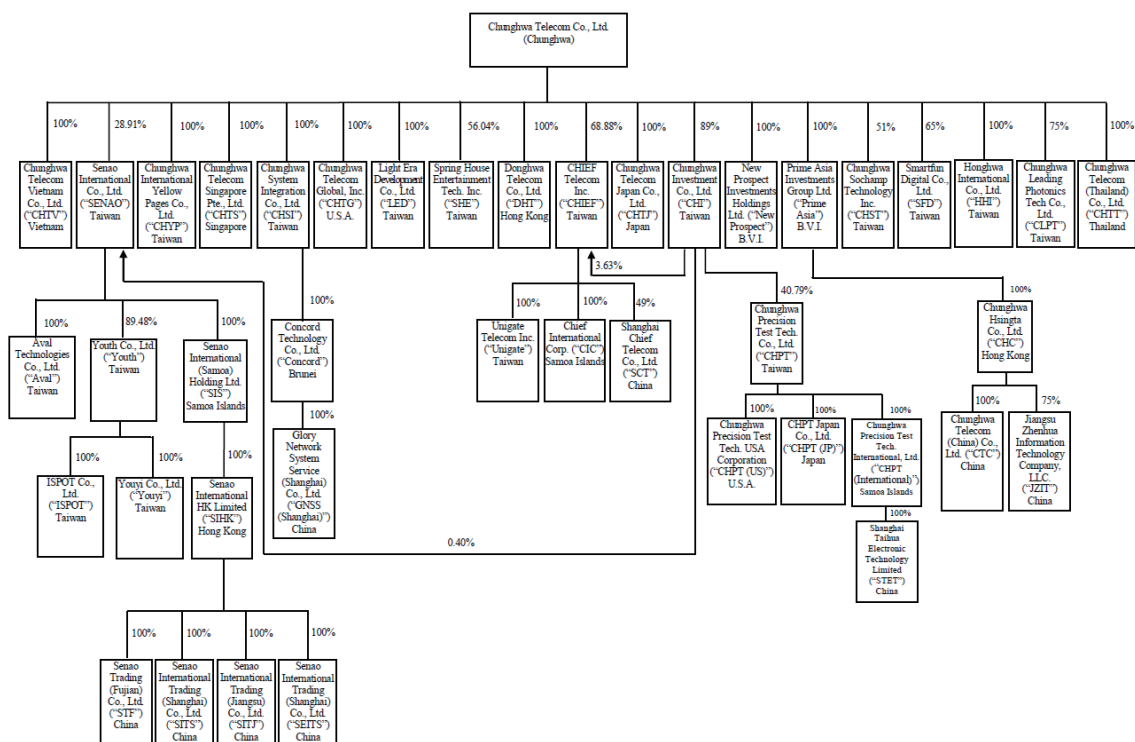 Chunghwa Telecom Co., Ltd.
(Chunghwa)
100%
28.91%
100%
100%
100%
100%
100%
56.04%
100%
68.88%
100%
89%
100%
100%
51%
65%
100%
75%
100%
Chunghwa
Telecom
Vietnam
Co., Ltd.
("CHTV")
Vietnam
Senao
International
Co., Ltd.
("SENAO")
Taiwan
Chunghwa
International
Yellow
Pages Co.,
Ltd.
("CHYP")
Taiwan
Chunghwa
Telecom
Singapore
Pte., Ltd.
("CHTS")
Singapore
Chunghwa
System
Integration
Co., Ltd.
("CHSI")
Taiwan
Chunghwa
Telecom
Global, Inc.
("CHTG")
U.S.A.
Light Era
Development
Co., Ltd.
("LED")
Taiwan
Spring House
Entertainment
Tech. Inc.
("SHE")
Taiwan
Donghwa
Telecom
Co., Ltd.
("DHT")
Hong Kong
CHIEF
Telecom
Inc.
("CHIEF")
Taiwan
Chunghwa
Telecom
Japan Co.,
Ltd.
("CHTJ")
Japan
Chunghwa
Investment
Co., Ltd.
("CHI")
Taiwan
New
Prospect
Investments
Holdings
Ltd. ("New
Prospect")
B.V.I.
Prime Asia
Investments
Group Ltd.
("Prime
Asia")
B.V.I.
Chunghwa
Sochamp
Technology
Inc.
("CHST")
Taiwan
Smartfun
Digital Co.,
Ltd.
("SFD")
Taiwan
Honghwa
International
Co., Ltd.
("HHI")
Taiwan
Chunghwa
Leading
Photonics
Tech Co.,
Ltd.
("CLPT")
Taiwan
Chunghwa
Telecom
(Thailand)
Co., Ltd.
("CHTT")
Thailand
3.63%
100%
89.48%
100%
100%
100%
100%
49%
40.79%
100%
Aval
Technologies
Co., Ltd.
("Aval")
Taiwan
Youth Co., Ltd.
("Youth")
Taiwan
Senao
International
(Samoa)
Holding Ltd.
("SIS")
Samoa Islands
Concord
Technology
Co., Ltd.
("Concord")
Brunei
Unigate
Telecom Inc.
("Unigate")
Taiwan
Chief
International
Corp. ("CIC")
Samoa Islands
Shanghai
Chief
Telecom
Co., Ltd.
("SCT")
China
Chunghwa
Precision
Test Tech.
Co., Ltd.
("CHPT")
Taiwan
Chunghwa
Hsingta
Co., Ltd.
("CHC")
Hong Kong
100%
100%
100%
100%
100%
100%
100%
100%
75%
ISPOT Co.,
Ltd.
("ISPOT")
Taiwan
Youyi Co., Ltd.
("Youyi")
Taiwan
Senao
International
HK Limited
("SIHK")
Hong Kong
Glory
Network
System
Service
(Shanghai)
Co., Ltd.
("GNSS
(Shanghai)")
China
Chunghwa
Precision Test
Tech. USA
Corporation
("CHPT (US)")
U.S.A.
CHPT Japan
Co., Ltd.
("CHPT (JP)")
Japan
Chunghwa
Precision Test
Tech.
International, Ltd.
("CHPT
(International)")
Samoa Islands
Chunghwa
Telecom
(China) Co.,
Ltd. ("CTC")
China
Jiangsu
Zhenhua
Information
Technology
Company,
LLC.
("JZIT")
China
0.40%
100%
Shanghai
Taihua
Electronic
Technology
Limited
("STET")
China
100%
100%
100%
100%
Senao
Trading
(Fujian)
Co., Ltd.
("STF")
China
Senao
International
Trading
(Shanghai)
Co., Ltd.
("SITS")
China
Senao
International
Trading
(Jiangsu)
Co., Ltd.
("SITJ")
China
Senao
International
Trading
(Shanghai)
Co., Ltd.
("SEITS")
China